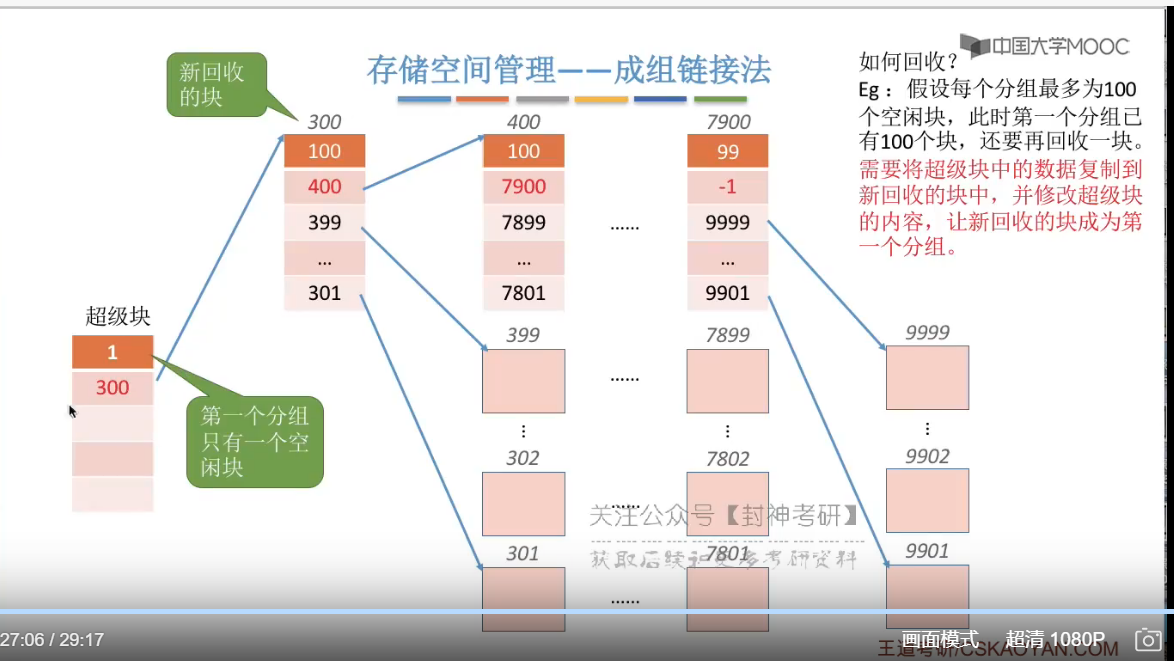 中国大学MOOC
存储空间管理——成组链接法
新回收
的块
如何回收？
Eg：假设每个分组最多为100
个空闲块，此时第一个分组已
有100个块，还要再回收一块。
需要将超级块中的数据复制到
新回收的块中，并修改超级块
的内容，让新回收的块成为第
一个分组。
300
400
7900
100
100
99
400
7900
-1
399
7899
......
9999
...
...
...
301
7801
9901
超级块
1
300
第一个分组
只有一个空
闲块
399
7899
9999
......
⋮
⋮
⋮
302
7802
9902
......
关注公众号【封神考研】
获取后续和更多考研资料
301
7801
9901
......
27:06 / 29:17
画面模式
超清 1080P
王道考研/CSKAOYAN.COM